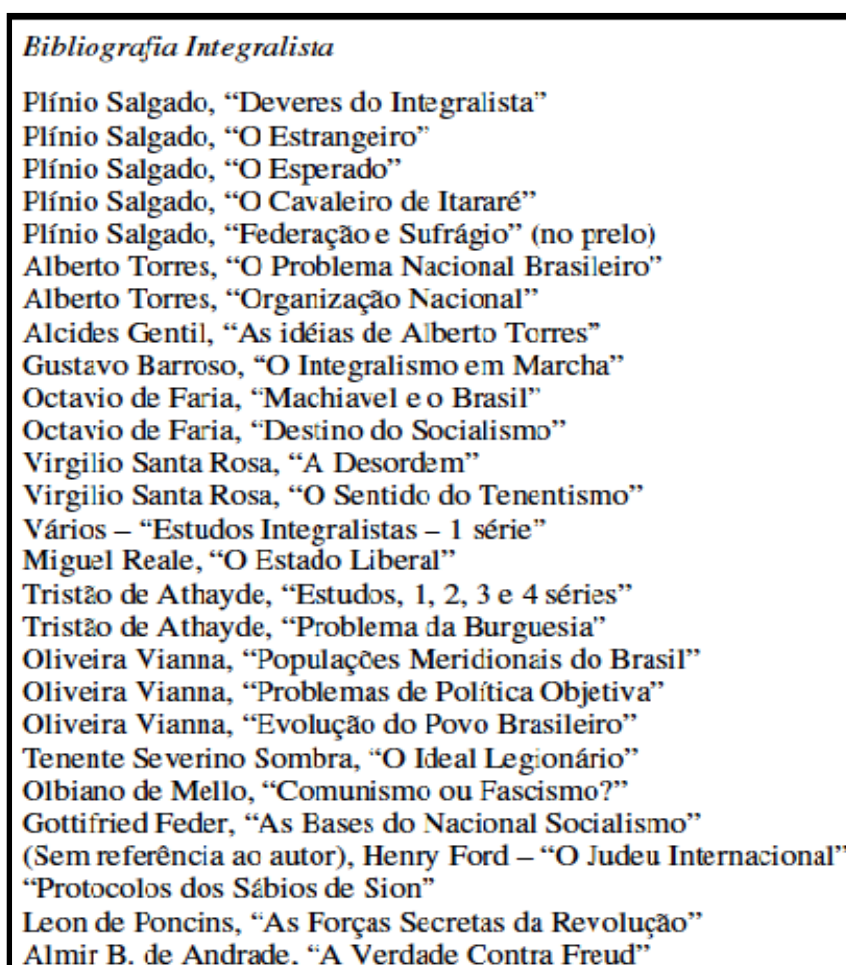 Bibliografia Integralista
Plínio Salgado, “Deveres do Integralista”
Plínio Salgado, “O Estrangeiro”
Plínio Salgado, “O Esperado”
Plínio Salgado, “O Cavaleiro de Itararé”
Plínio Salgado, “Federação e Sufrágio” (no prelo)
Alberto Torres, “O Problema Nacional Brasileiro”
Alberto Torres, “Organização Nacional”
Alcides Gentil, “As idéias de Alberto Torres”
Gustavo Barroso, “O Integralismo em Marcha”
Octavio de Faria, “Machiavel e o Brasil”
Octavio de Faria, “Destino do Socialismo”
Virgilio Santa Rosa, “A Desordem”
Virgilio Santa Rosa, “O Sentido do Tenentismo”
Vários – “Estudos Integralistas – 1 série”
Miguel Reale, “O Estado Liberal”
Tristão de Athayde, “Estudos, 1, 2, 3 e 4 séries”
Tristão de Athayde, “Problema da Burguesia”
Oliveira Vianna, “Populações Meridionais do Brasil”
Oliveira Vianna, “Problemas de Política Objetiva”
Oliveira Vianna, “Evolução do Povo Brasileiro”
Tenente Severino Sombra, “O Ideal Legionário”
Olbiano de Mello, “Comunismo ou Fascismo?”
Gottifried Feder, “As Bases do Nacional Socialismo”
(Sem referência ao autor), Henry Ford – “O Judeu Internacional”
“Protocolos dos Sábios de Sion”
Leon de Poncins, “As Forças Secretas da Revolução”
Almir B. de Andrade, “A Verdade Contra Freud”